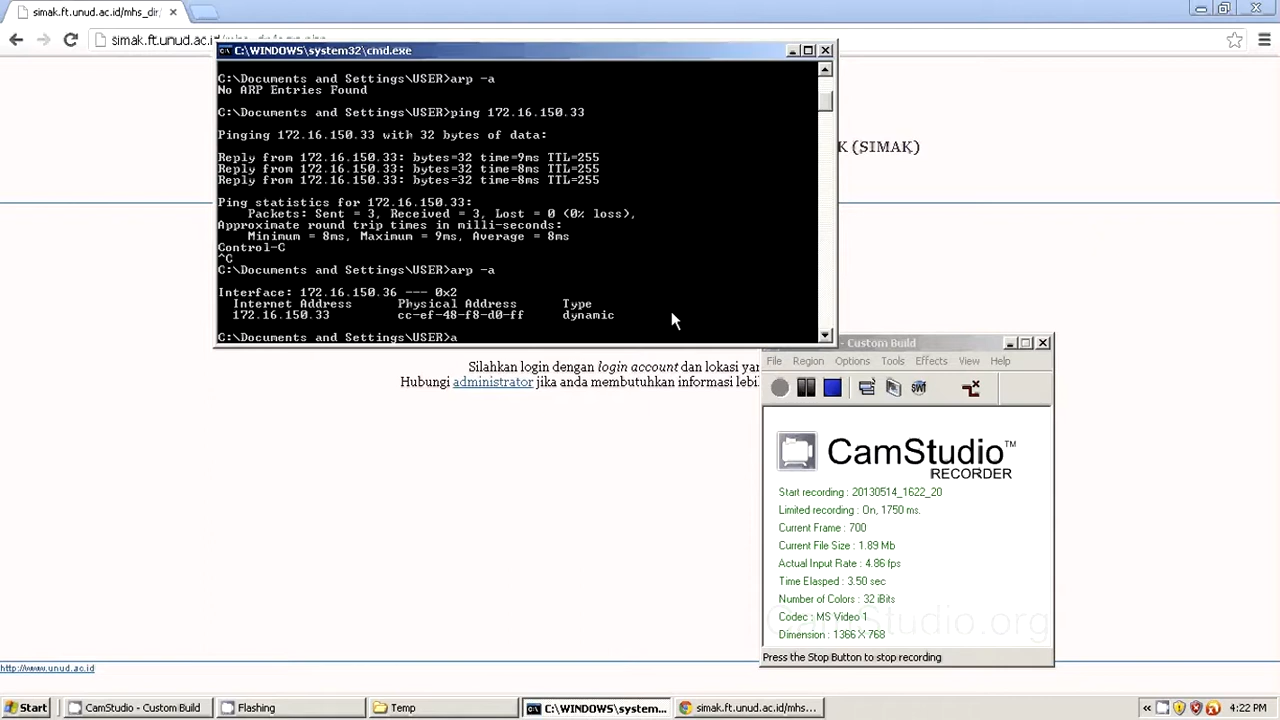 simak.ft.unud.ac.id/mhs_dir
simak.ft.unud.ac.id/
C:\WINDOWS\system32\cmd.exe
C:\Documents and Settings\USER>arp -a
No ARP Entries Found
C:\Documents and Settings\USER>ping 172.16.150.33
Pinging 172.16.150.33 with 32 bytes of data:
Reply from 172.16.150.33: bytes=32 time=9ms TTL=255
Reply from 172.16.150.33: bytes=32 time=8ms TTL=255
Reply from 172.16.150.33: bytes=32 time=8ms TTL=255
Ping statistics for 172.16.150.33:
Packets: Sent = 3, Received = 3, Lost = 0 (0% loss),
Approximate round trip times in milli-seconds:
Minimum = 8ms, Maximum = 9ms, Average = 8ms
Control-C
^C
C:\Documents and Settings\USER>arp -a
Interface: 172.16.150.36 --- 0x2
Internet Address Physical Address Type
172.16.150.33 cc-ef-48-f8-d0-ff dynamic
C:\Documents and Settings\USER>a
K (SIMAK)
Silahkan login dengan login account dan lokasi
Hubungi administrator jika anda membutuhkan informasi
- Custom Build
File Region Options Tools Effects View Help
SWF
CamStudio™
RECORDER
Start recording : 20130514_1622_20
Limited recording : On, 1750 ms.
Current Frame : 700
Current File Size : 1.89 Mb
Actual Input Rate : 4.86 fps
Time Elasped : 3.50 sec
Number of Colors : 32 iBits
Codec : MS Video 1
Dimension : 1366 X 768
CamStudio.org
Press the Stop Button to stop recording
http://www.unud.ac.id
Start
CamStudio - Custom Build
Flashing
Temp
C:\WINDOWS\system...
simak.ft.unud.ac.id/mhs...
4:22 PM